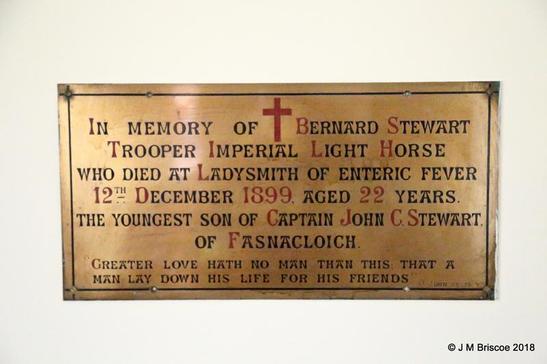 IN MEMORY OF BERNARD STEWART
TROOPER IMPERIAL LIGHT HORSE
WHO DIED AT LADYSMITH OF ENTERIC FEVER
12TH DECEMBER 1899, AGED 22 YEARS.
THE YOUNGEST SON OF CAPTAIN JOHN C. STEWART,
OF FASNACLOICH.
"GREATER LOVE HATH NO MAN THAN THIS, THAT A
MAN LAY DOWN HIS LIFE FOR HIS FRIENDS"
© J M Briscoe 2018